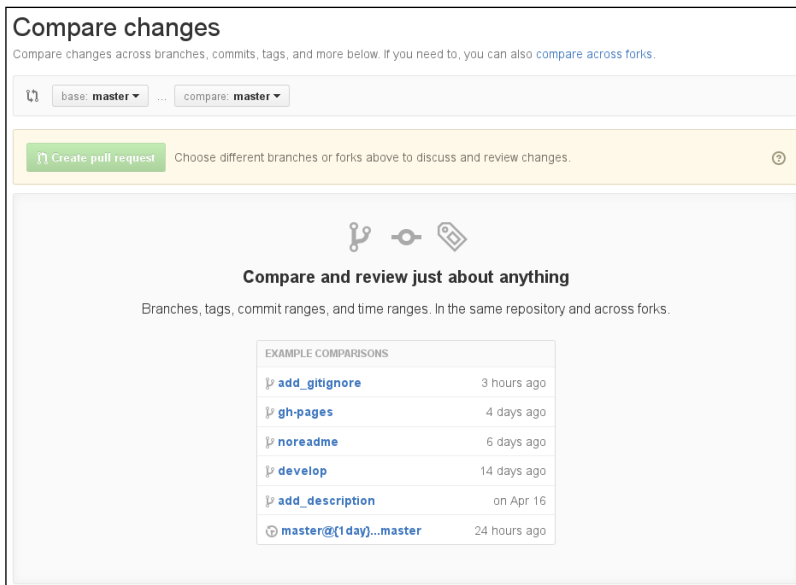 Compare changes
Compare changes across branches, commits, tags, and more below. If you need to, you can also compare across forks.
base: master ... compare: master
Create pull request Choose different branches or forks above to discuss and review changes.
Compare and review just about anything
Branches, tags, commit ranges, and time ranges. In the same repository and across forks.
EXAMPLE COMPARISONS
add_gitignore 3 hours ago
gh-pages 4 days ago
noreadme 6 days ago
develop 14 days ago
add_description on Apr 16
master@{1day}...master 24 hours ago